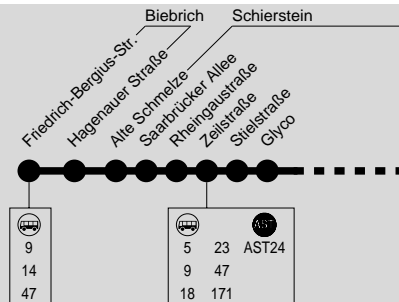 Biebrich Schierstein
Friedrich-Bergius-Str.
Hagenauer Straße
Alte Schmelze
Saarbrücker Allee
Rheingaustraße
Zeilstraße
Stielstraße
Glyco
AST
9
14
47
5 23 AST24
9 47
18 171